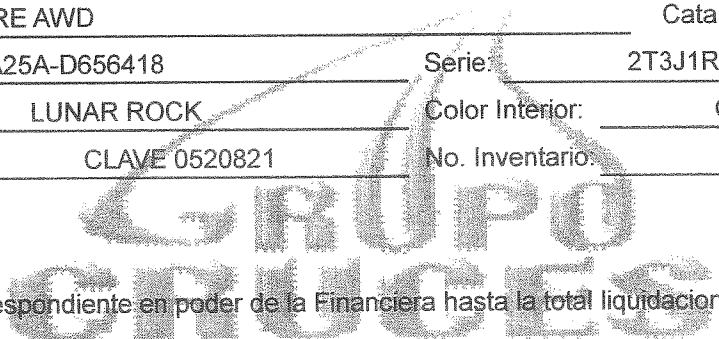 RE AWD Cata
A25A-D656418 Serie: 2T3J1R
LUNAR ROCK Color Interior:
CLAVE 0520821 No. Inventario:
GRUPO
CRUCES
espondiente en poder de la Financiera hasta la total liquidacion